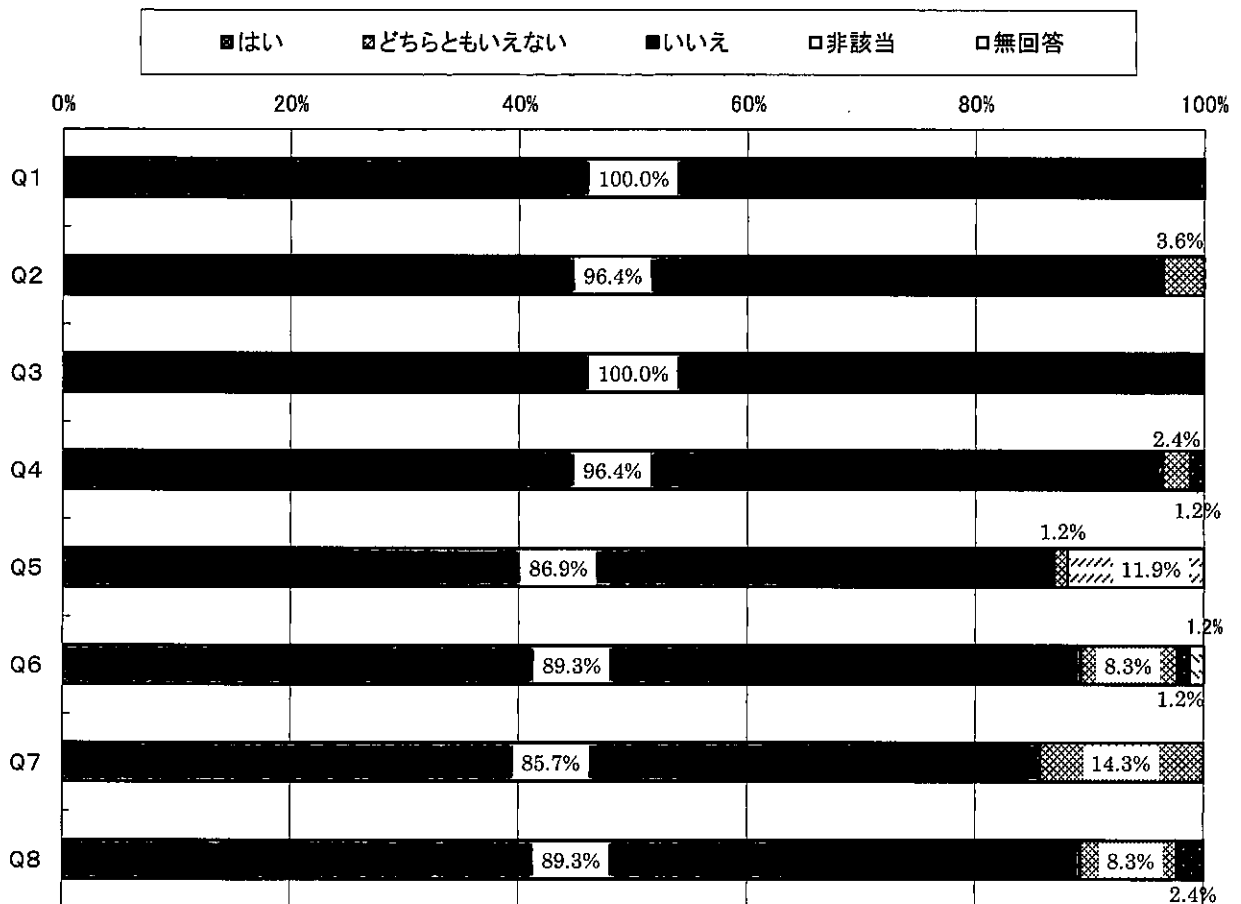 はい どちらともいえない いいえ 非該当 無回答
0% 20% 40% 60% 80% 100%
Q1 100.0%
3.6%
Q2 96.4%
Q3 100.0%
2.4%
Q4 96.4%
1.2%
1.2%
Q5 86.9% 11.9%
1.2%
Q6 89.3% 8.3%
1.2%
Q7 85.7% 14.3%
Q8 89.3% 8.3%
2.4%